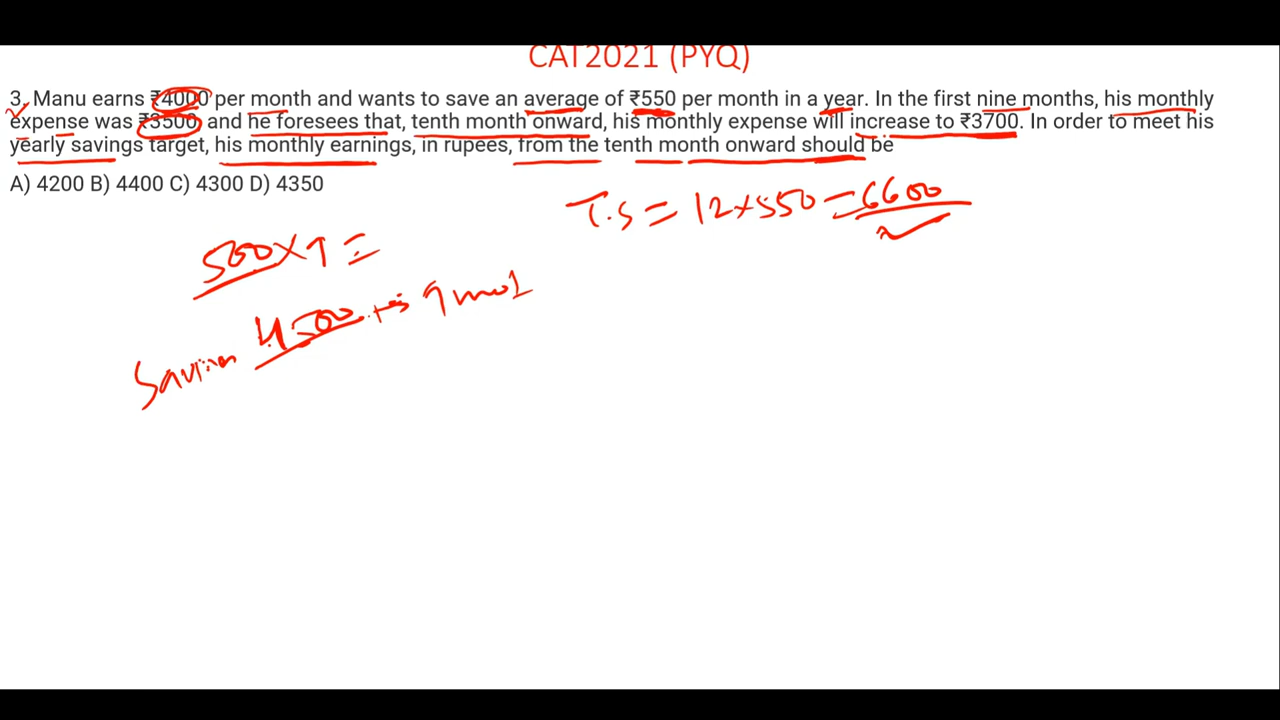 CAT2021 (PYQ)
3. Manu earns ₹4000 per month and wants to save an average of ₹550 per month in a year. In the first nine months, his monthly
expense was ₹3500, and he foresees that, tenth month onward, his monthly expense will increase to ₹3700. In order to meet his
yearly savings target, his monthly earnings, in rupees, from the tenth month onward should be
A) 4200 B) 4400 C) 4300 D) 4350
T.S = 12×550 = 6600
500×9 =
4500 9